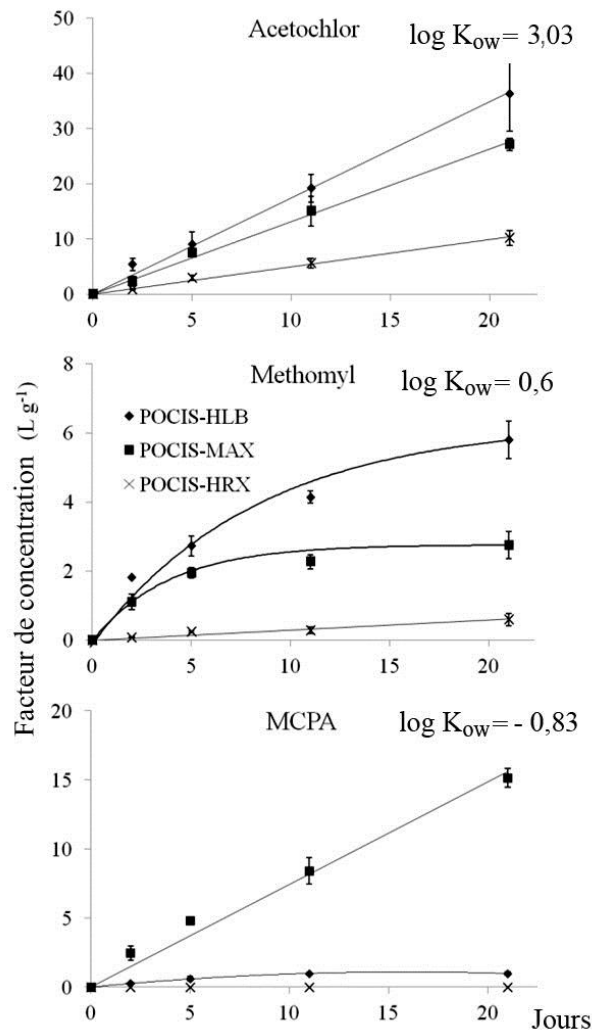 Acetochlor log Kow= 3,03
50
40
30
20
10
0
0 5 10 15 20
Methomyl log Kow= 0,6
8
6
4
2
0
POCIS-HLB
POCIS-MAX
POCIS-HRX
0 5 10 15 20
Facteur de concentration (L g-1)
MCPA log Kow= - 0,83
20
15
10
5
0
0 5 10 15 20 Jours